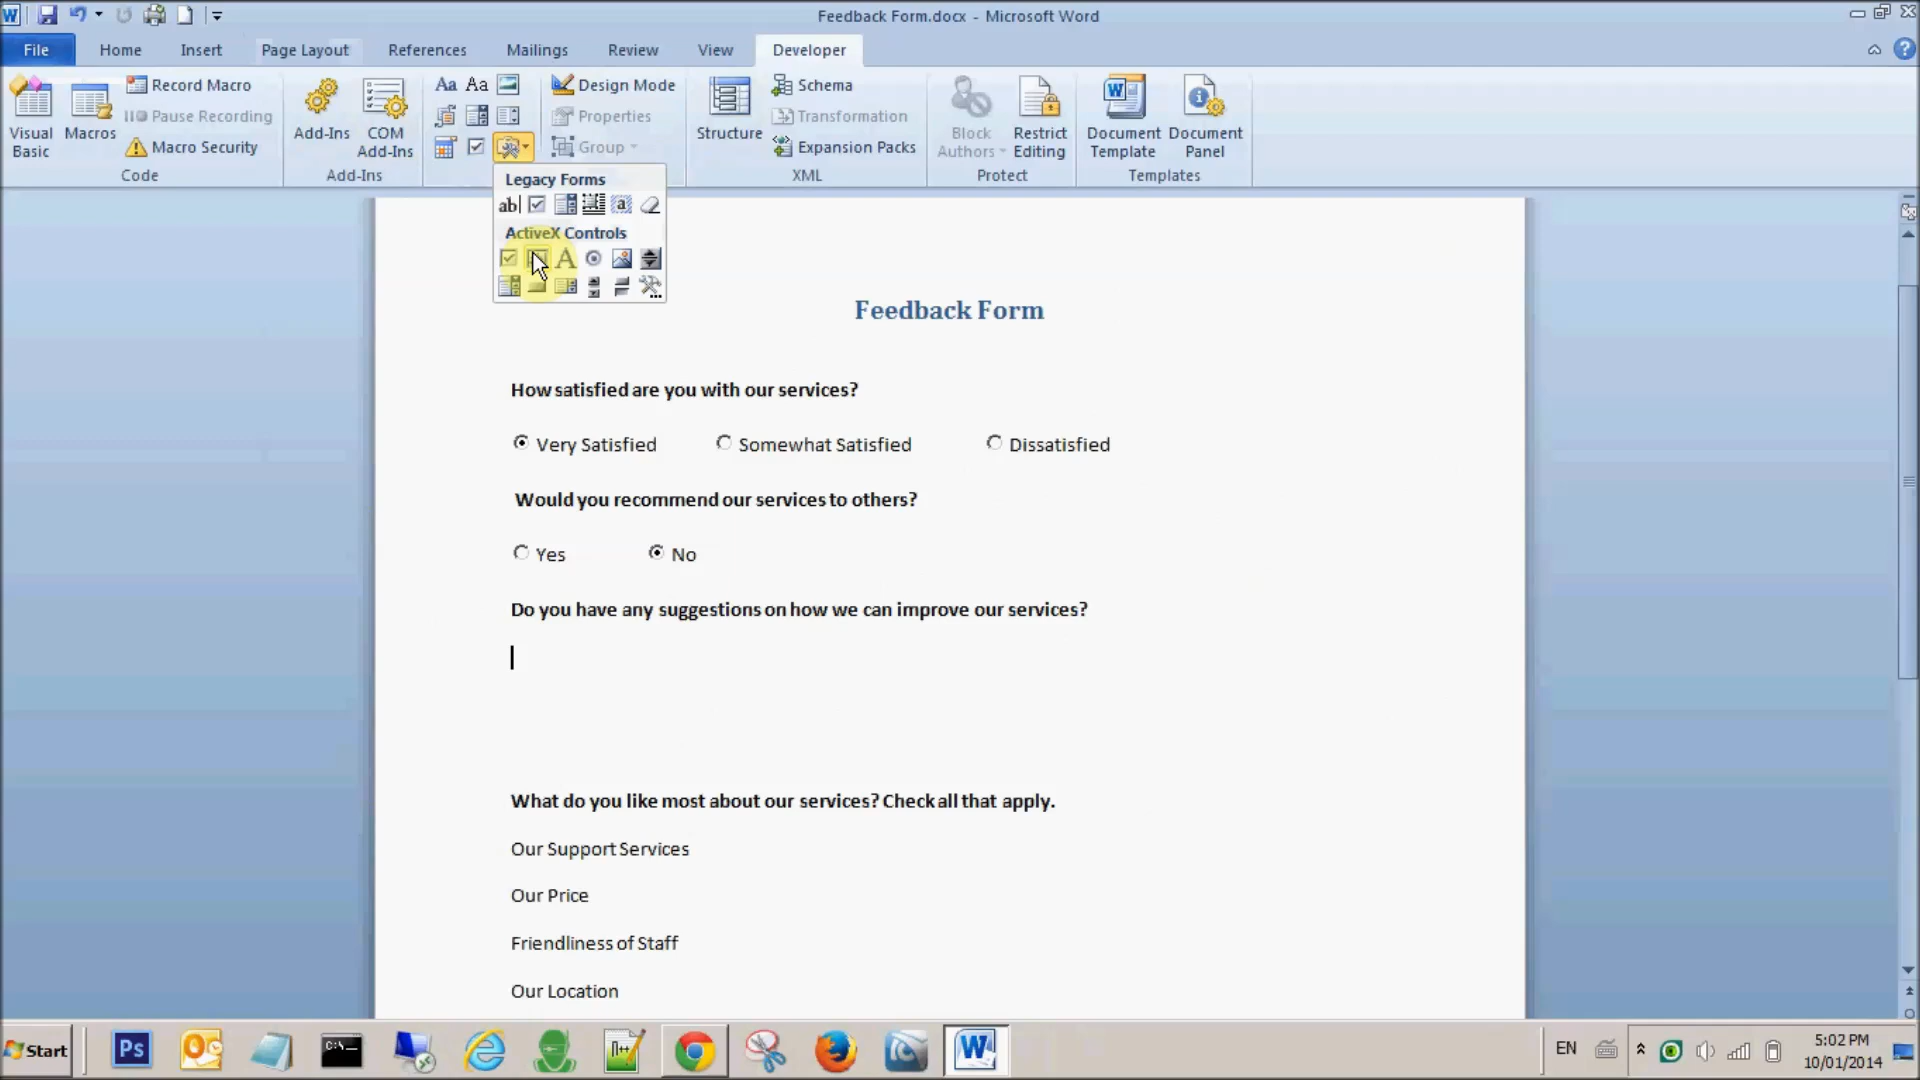 Feedback Form.docx - Microsoft Word
File Home Insert Page Layout References Mailings Review View Developer
Visual Basic
Macros
Record Macro
Pause Recording
Macro Security
Code
Add-Ins
COM Add-Ins
Add-Ins
Aa Aa
Design Mode
Properties
Group
Structure
Schema
Transformation
Expansion Packs
XML
Block Authors
Restrict Editing
Protect
Document Template
Document Panel
Templates
Legacy Forms
ab|
ActiveX Controls
A
Feedback Form
How satisfied are you with our services?
Very Satisfied Somewhat Satisfied Dissatisfied
Would you recommend our services to others?
Yes No
Do you have any suggestions on how we can improve our services?
What do you like most about our services? Check all that apply.
Our Support Services
Our Price
Friendliness of Staff
Our Location
Start
Ps
C:\
EN
5:02 PM
10/01/2014